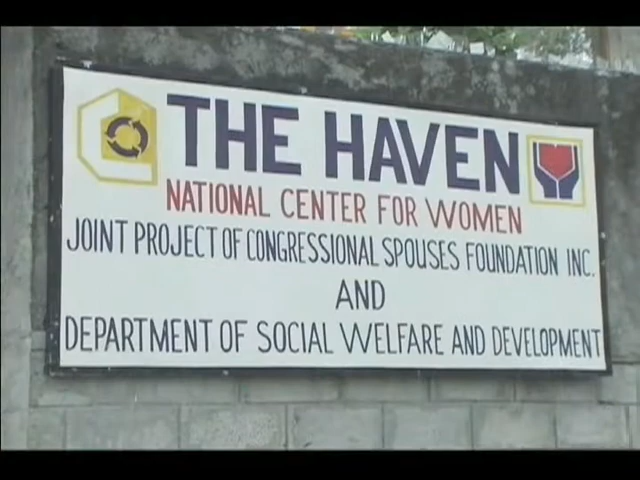 THE HAVEN
NATIONAL CENTER FOR WOMEN
JOINT PROJECT OF CONGRESSIONAL SPOUSES FOUNDATION INC.
AND
DEPARTMENT OF SOCIAL WELFARE AND DEVELOPMENT